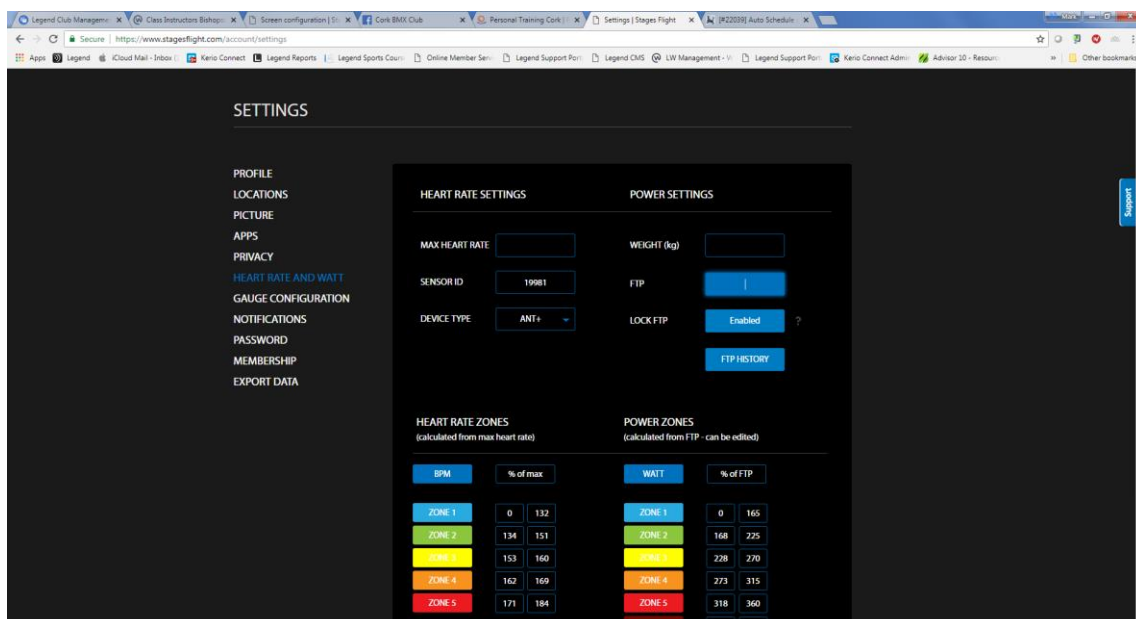 Legend Club Manageme
Class Instructors Bishop
Screen configuration | St
Cork BMX Club
Personal Training Cork |
Settings | Stages Flight
[#22039] Auto Schedule
Secure | https://www.stagesflight.com/account/settings
Apps Legend iCloud Mail - Inbox Kerio Connect Legend Reports Legend Sports Cours Online Member Serv Legend Support Port Legend CMS LW Management - V Legend Support Port Kerio Connect Admin Advisor 10 - Resour » Other bookmarks
SETTINGS
PROFILE
LOCATIONS
PICTURE
APPS
PRIVACY
HEART RATE AND WATT
GAUGE CONFIGURATION
NOTIFICATIONS
PASSWORD
MEMBERSHIP
EXPORT DATA
HEART RATE SETTINGS
MAX HEART RATE
SENSOR ID 19981
DEVICE TYPE ANT+
POWER SETTINGS
WEIGHT (kg)
FTP
LOCK FTP Enabled ?
FTP HISTORY
HEART RATE ZONES
(calculated from max heart rate)
BPM % of max
ZONE 1 0 132
ZONE 2 134 151
ZONE 3 153 160
ZONE 4 162 169
ZONE 5 171 184
POWER ZONES
(calculated from FTP - can be edited)
WATT % of FTP
ZONE 1 0 165
ZONE 2 168 225
ZONE 3 228 270
ZONE 4 273 315
ZONE 5 318 360
Support